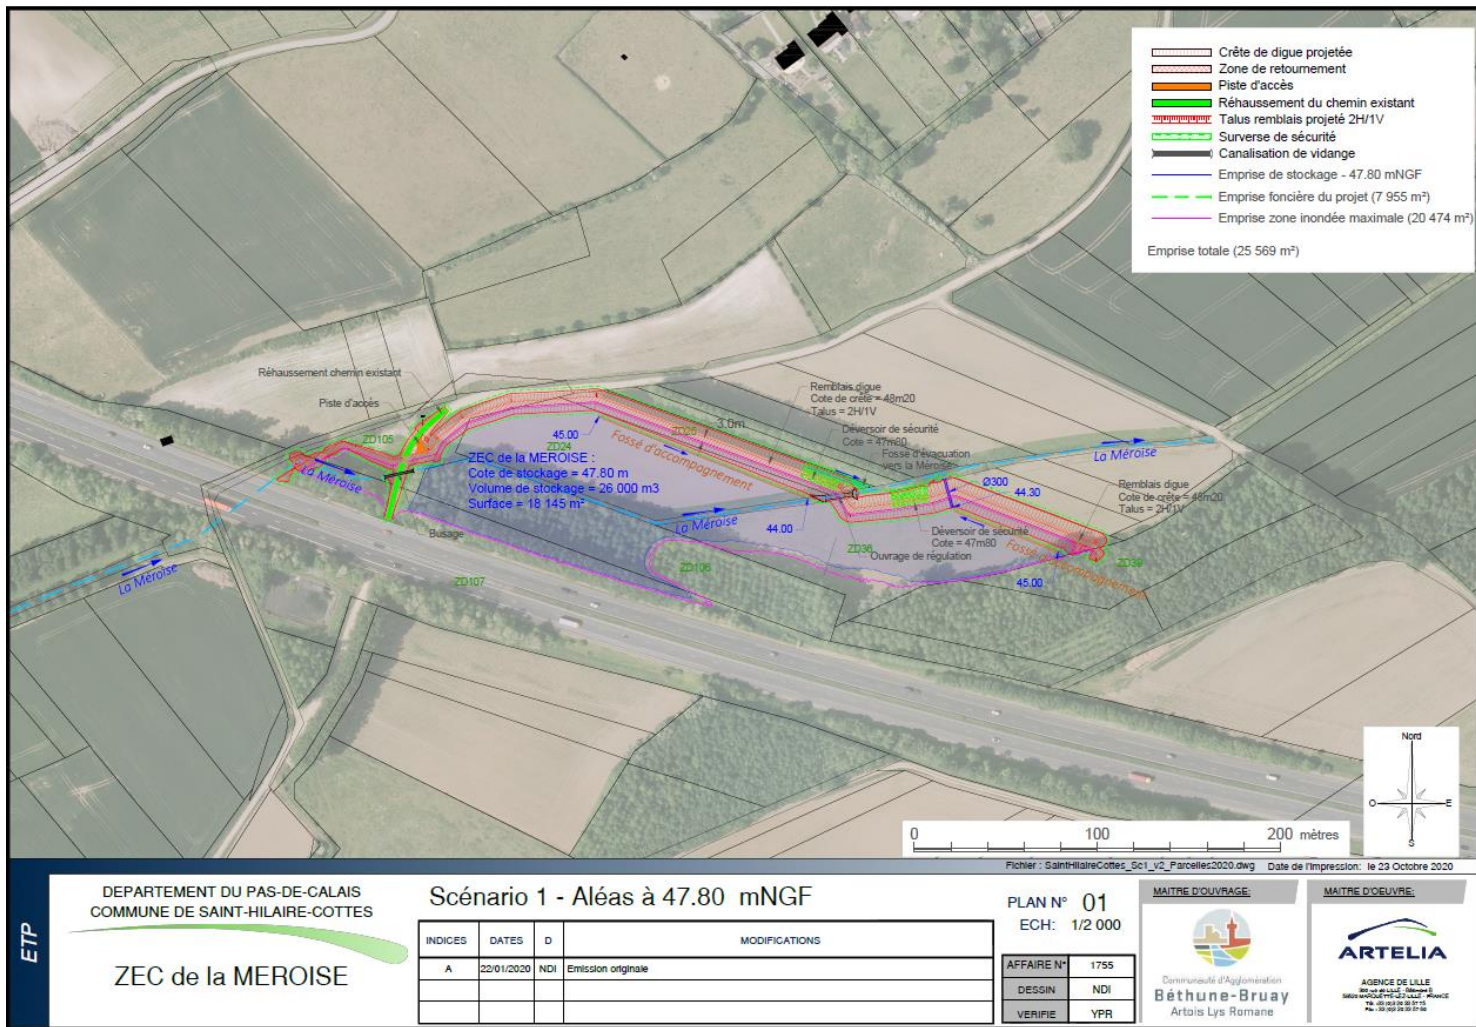 Crête de digue projetée
Zone de retournement
Piste d'accès
Réhaussement du chemin existant
Talus remblais projeté 2H/1V
Surverse de sécurité
Canalisation de vidange
Emprise de stockage - 47.80 mNGF
Emprise foncière du projet (7 955 m²)
Emprise zone inondée maximale (20 474 m²)
Emprise totale (25 569 m²)
Réhaussement chemin existant
Piste d'accès
ZD105
La Méroise
La Méroise
Busage
ZD107
45.00
ZD24
ZEC de la MEROISE :
Cote de stockage = 47.80 m
Volume de stockage = 26 000 m3
Surface = 18 145 m²
Fossé d'accompagnement
ZD25
3.0m
Remblais digue
Cote de crête = 48m20
Talus = 2H/1V
Déversoir de sécurité
Cote = 47m80
Fossé d'évacuation
vers la Méroise
La Méroise
44.00
La Méroise
Ø300
44.30
Remblais digue
Cote de crête = 48m20
Talus = 2H/1V
Déversoir de sécurité
Cote = 47m80
ZD38
Ouvrage de régulation
ZD106
Fossé d'accompagnement
45.00
ZD39
Nord
O
E
S
0 100 200 mètres
Fichier : SaintHilaireCottes_Sc1_v2_Parcelles2020.dwg Date de l'impression: le 23 Octobre 2020
ETP
DEPARTEMENT DU PAS-DE-CALAIS
COMMUNE DE SAINT-HILAIRE-COTTES
ZEC de la MEROISE
Scénario 1 - Aléas à 47.80 mNGF
INDICES DATES D MODIFICATIONS
A 22/01/2020 NDI Emission originale
PLAN N° 01
ECH: 1/2 000
AFFAIRE N° 1755
DESSIN NDI
VERIFIE YPR
MAITRE D'OUVRAGE:
Communauté d'Agglomération
Béthune-Bruay
Artois Lys Romane
MAITRE D'OEUVRE:
ARTELIA
AGENCE DE LILLE